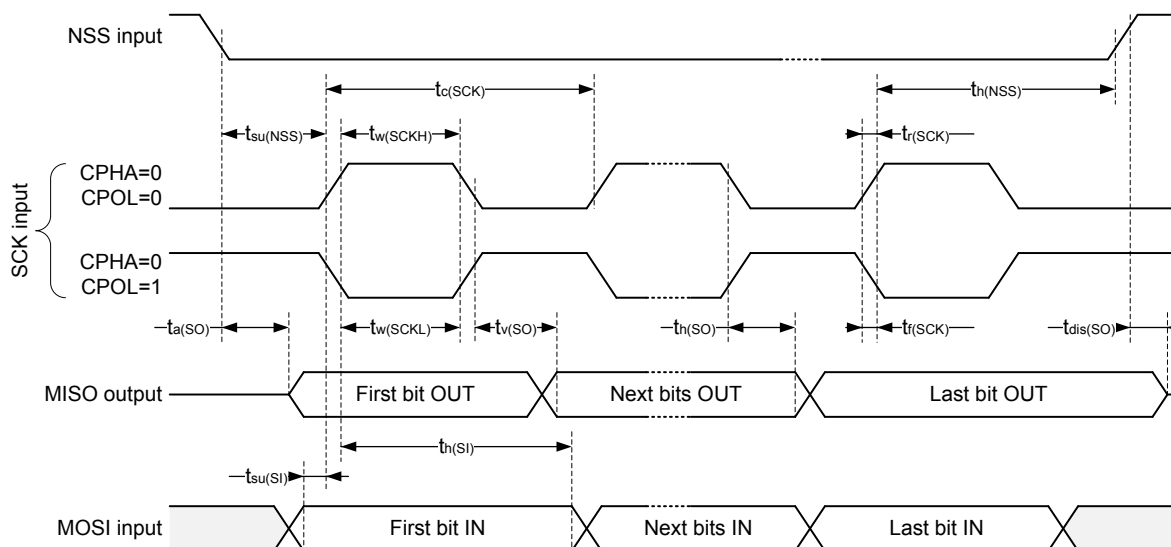 NSS input
tc(SCK)
th(NSS)
tsu(NSS)
tw(SCKH)
tr(SCK)
SCK input
CPHA=0
CPOL=0
CPHA=0
CPOL=1
ta(SO)
tw(SCKL)
tv(SO)
th(SO)
tf(SCK)
tdis(SO)
MISO output
First bit OUT
Next bits OUT
Last bit OUT
th(SI)
tsu(SI)
MOSI input
First bit IN
Next bits IN
Last bit IN